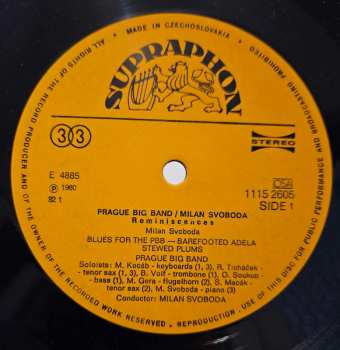 MADE IN CZECHOSLOVAKIA
ALL RIGHTS OF THE RECORD PRODUCER AND OF THE OWNER OF THE RECORDED WORK RESERVED. - REPRODUCTION - USE OF THIS DISC FOR PUBLIC PERFORMANCE AND BROADCASTING PROHIBITED
SUPRAPHON
33
STEREO
E 4885
℗ 1980
82 1
1115 2605
SIDE 1
PRAGUE BIG BAND / MILAN SVOBODA
Reminiscences
Milan Svoboda
BLUES FOR THE PBB — BAREFOOTED ADELA
STEWED PLUMS
PRAGUE BIG BAND
Soloists: M. Kocáb - keyboards (1, 3), R. Tichaček -
tenor sax (1, 3), B. Volf - trombone (1), O. Soukup
- bass (1), M. Gera - flugelhorn (2), S. Macák -
tenor sax (2), M. Svoboda - piano (3)
Conductor: MILAN SVOBODA